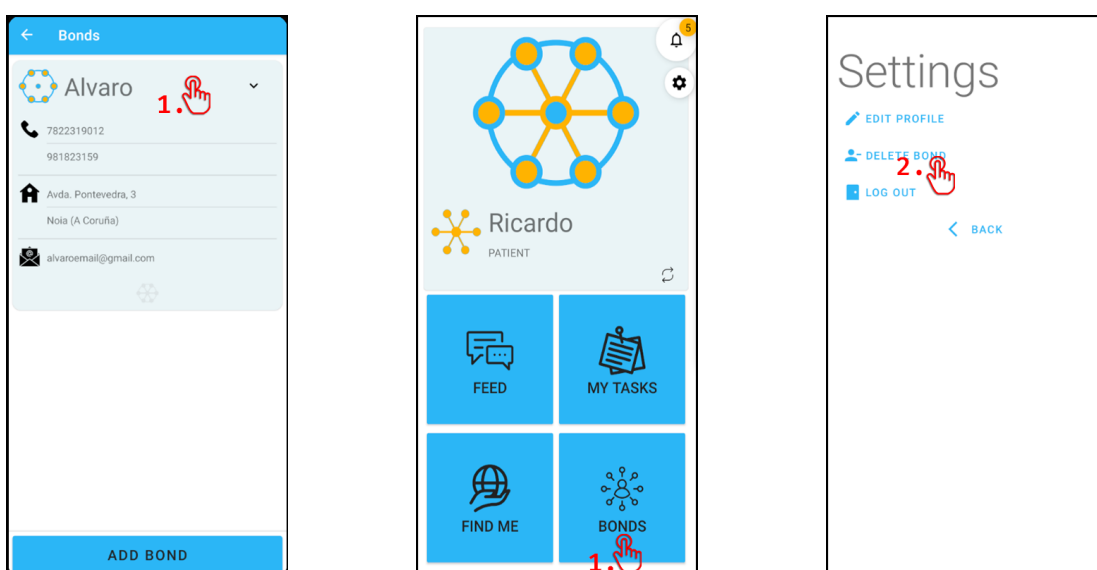 Bonds
Alvaro
1.
7822319012
981823159
Avda. Pontevedra, 3
Noia (A Coruña)
alvaroemail@gmail.com
ADD BOND
5
Ricardo
PATIENT
FEED
MY TASKS
FIND ME
BONDS
1.
Settings
EDIT PROFILE
DELETE BOND
2.
LOG OUT
BACK